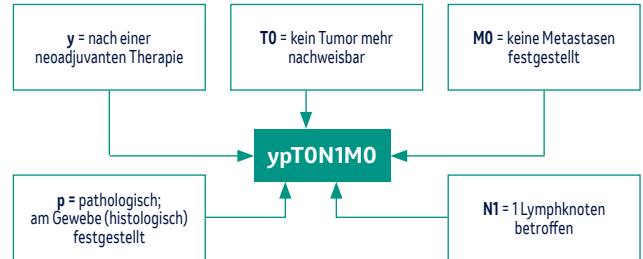 y = nach einer
neoadjuvanten Therapie
T0 = kein Tumor mehr
nachweisbar
M0 = keine Metastasen
festgestellt
ypT0N1M0
p = pathologisch;
am Gewebe (histologisch)
festgestellt
N1 = 1 Lymphknoten
betroffen